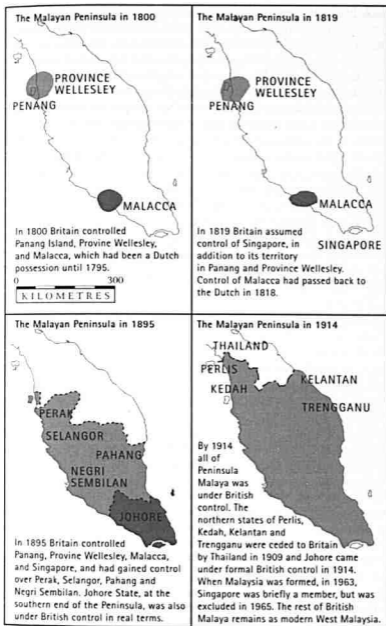 The Malayan Peninsula in 1800
PROVINCE
WELLESLEY
PENANG
MALACCA
In 1800 Britain controlled
Panang Island, Provine Wellesley,
and Malacca, which had been a Dutch
possession until 1795.
0 300
KILOMETRES
The Malayan Peninsula in 1819
PROVINCE
WELLESLEY
PENANG
MALACCA
In 1819 Britain assumed
control of Singapore, in
addition to its territory
in Panang and Province Wellesley.
Control of Malacca had passed back to
the Dutch in 1818.
SINGAPORE
The Malayan Peninsula in 1895
PERAK
SELANGOR
PAHANG
NEGRI
SEMBILAN
JOHORE
In 1895 Britain controlled
Panang, Provine Wellesley, Malacca,
and Singapore, and had gained control
over Perak, Selangor, Pahang and
Negri Sembilan. Johore State, at the
southern end of the Peninsula, was also
under British control in real terms.
The Malayan Peninsula in 1914
THAILAND
PERLIS
KEDAH
KELANTAN
TRENGGANU
By 1914
all of
Peninsula
Malaya was
under British
control. The
northern states of Perlis,
Kedah, Kelantan and
Trengganu were ceded to Britain
by Thailand in 1909 and Johore came
under formal British control in 1914.
When Malaysia was formed, in 1963,
Singapore was briefly a member, but was
excluded in 1965. The rest of British
Malaya remains as modern West Malaysia.